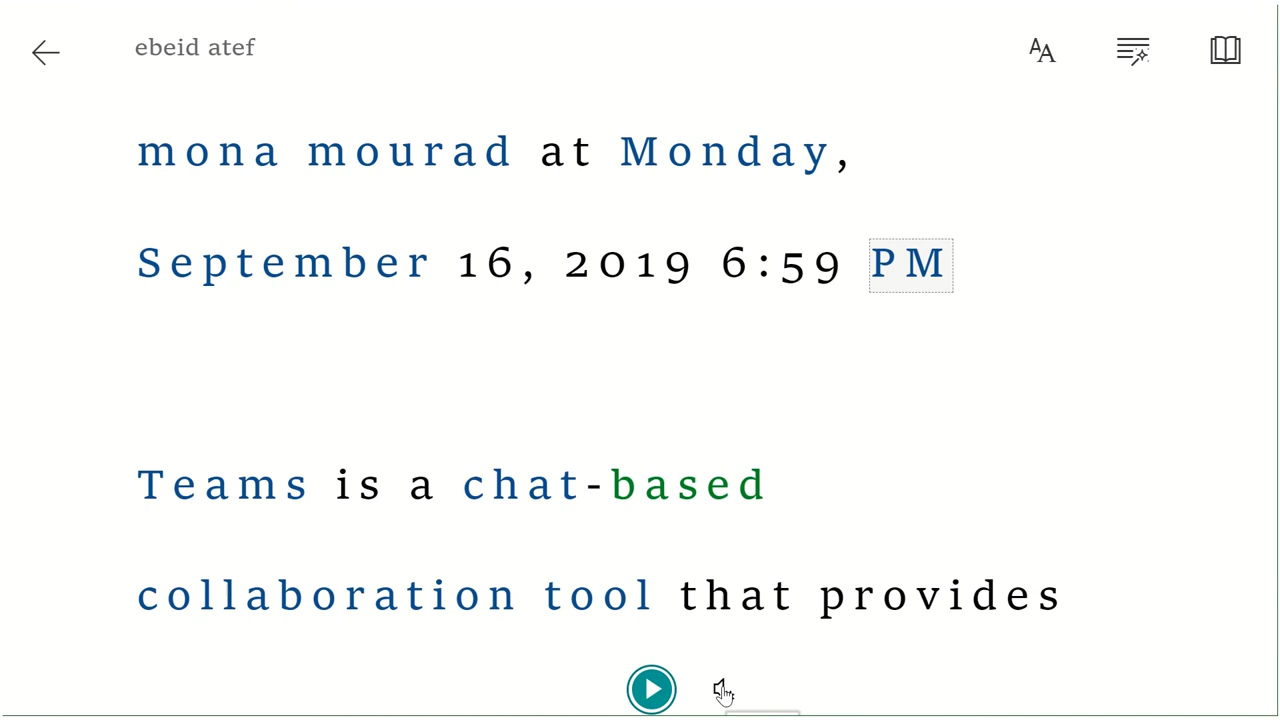 ebeid atef
AA
mona mourad at Monday,
September 16, 2019 6:59 PM
Teams is a chat-based
collaboration tool that provides